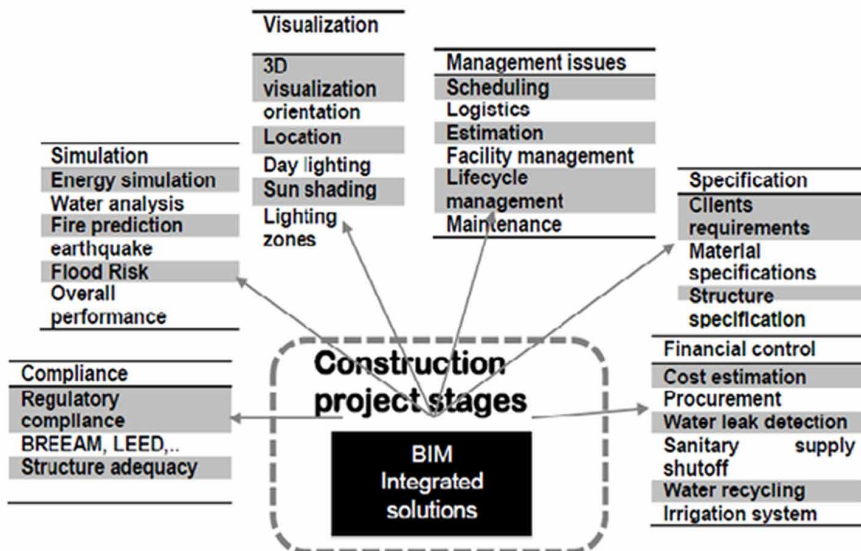 Visualization
3D
visualization
orientation
Location
Day lighting
Sun shading
Lighting
zones
Management issues
Scheduling
Logistics
Estimation
Facility management
Lifecycle
management
Maintenance
Simulation
Energy simulation
Water analysis
Fire prediction
earthquake
Flood Risk
Overall
performance
Specification
Clients
requirements
Material
specifications
Structure
specification
Compliance
Regulatory
compliance
BREEAM, LEED,..
Structure adequacy
Construction
project stages
BIM
Integrated
solutions
Financial control
Cost estimation
Procurement
Water leak detection
Sanitary supply
shutoff
Water recycling
Irrigation system